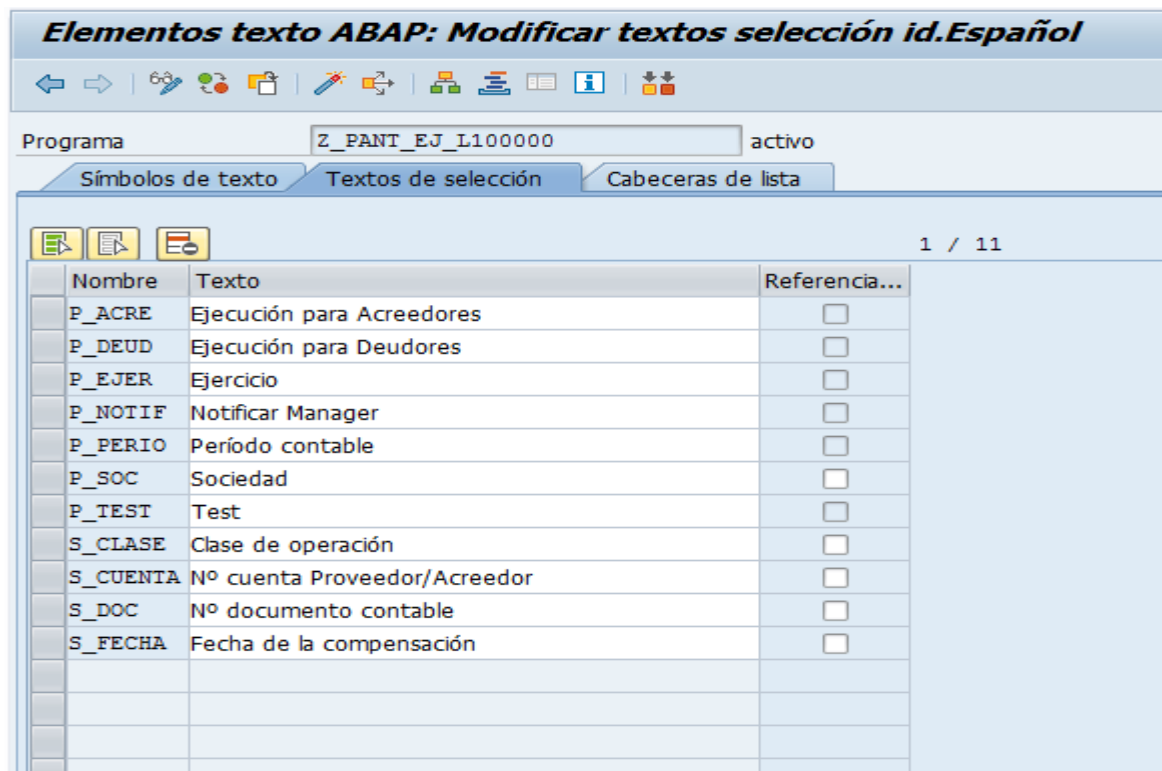 Elementos texto ABAP: Modificar textos selección id.Español
Programa Z_PANT_EJ_L100000 activo
Símbolos de texto Textos de selección Cabeceras de lista
1 / 11
Nombre Texto Referencia...
P_ACRE Ejecución para Acreedores
P_DEUD Ejecución para Deudores
P_EJER Ejercicio
P_NOTIF Notificar Manager
P_PERIO Período contable
P_SOC Sociedad
P_TEST Test
S_CLASE Clase de operación
S_CUENTA Nº cuenta Proveedor/Acreedor
S_DOC Nº documento contable
S_FECHA Fecha de la compensación